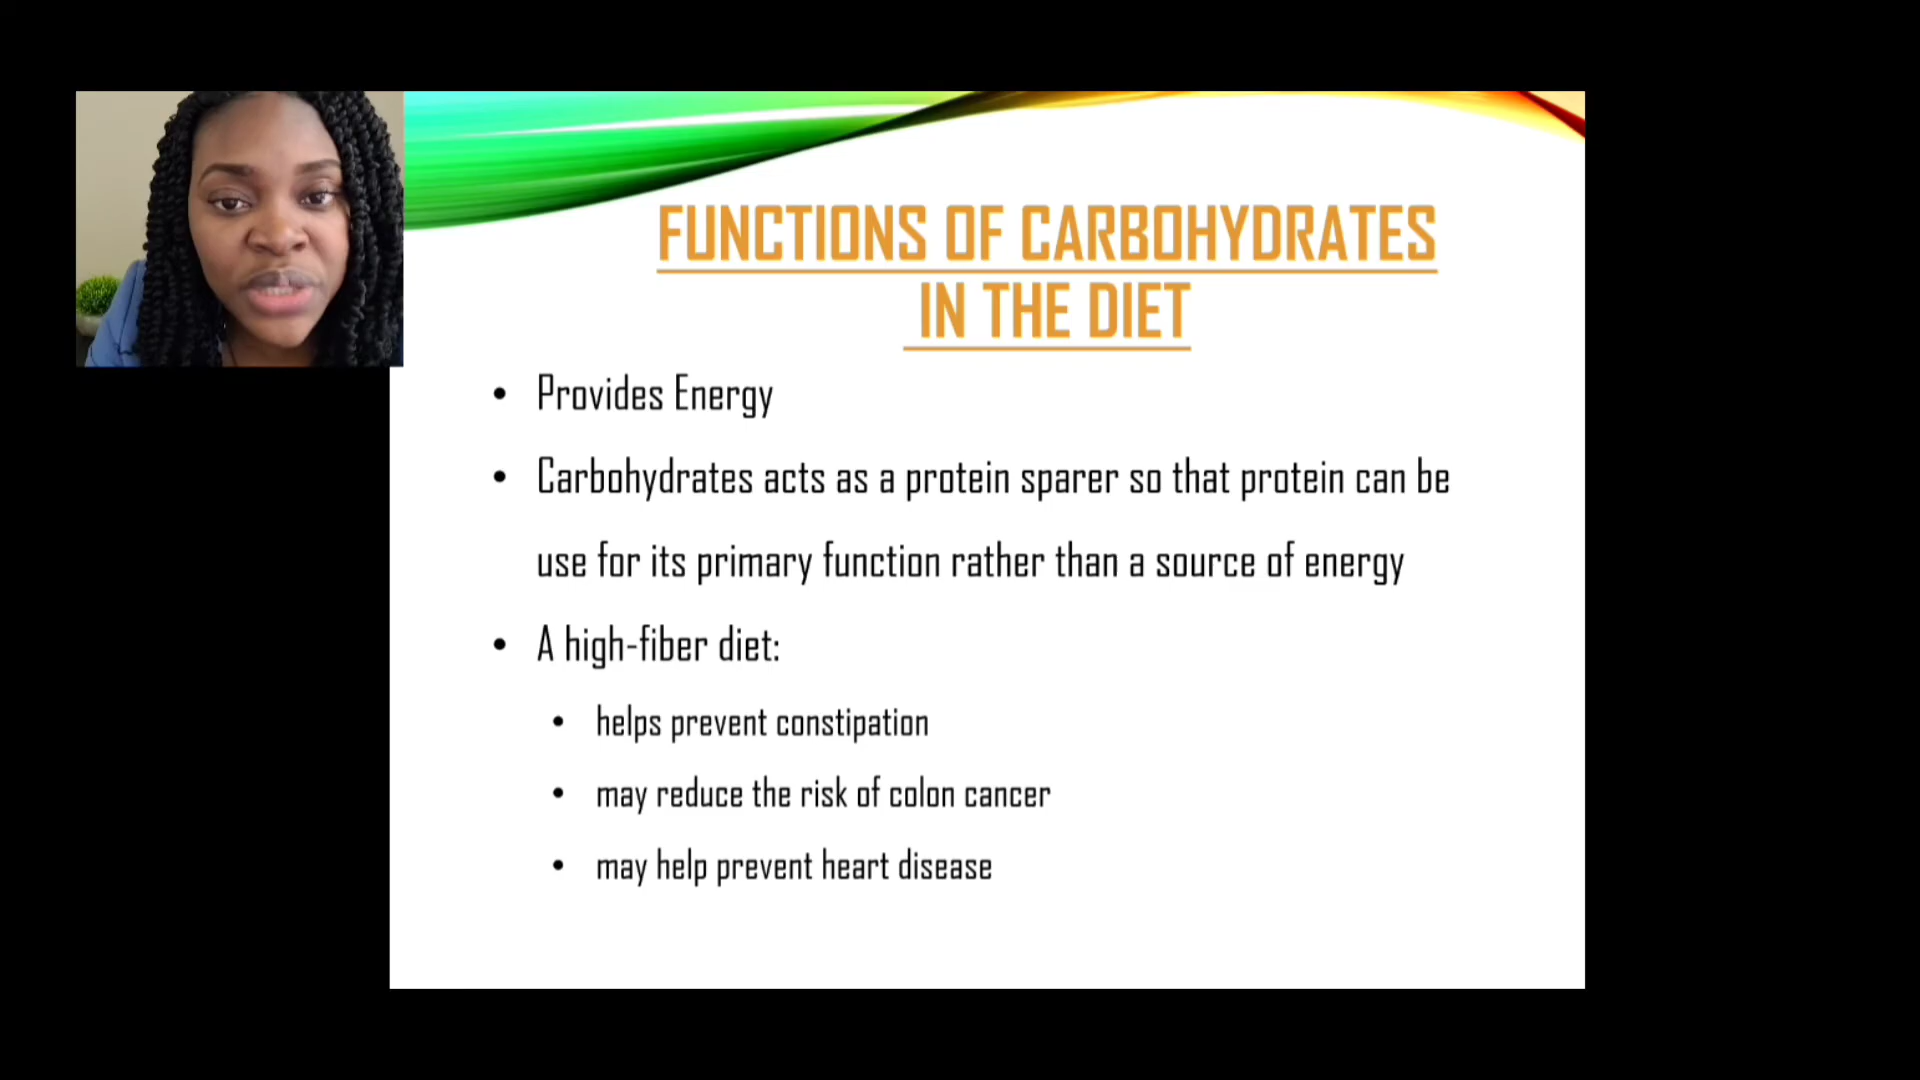 FUNCTIONS OF CARBOHYDRATES
IN THE DIET
• Provides Energy
• Carbohydrates acts as a protein sparer so that protein can be
use for its primary function rather than a source of energy
• A high-fiber diet:
• helps prevent constipation
• may reduce the risk of colon cancer
• may help prevent heart disease